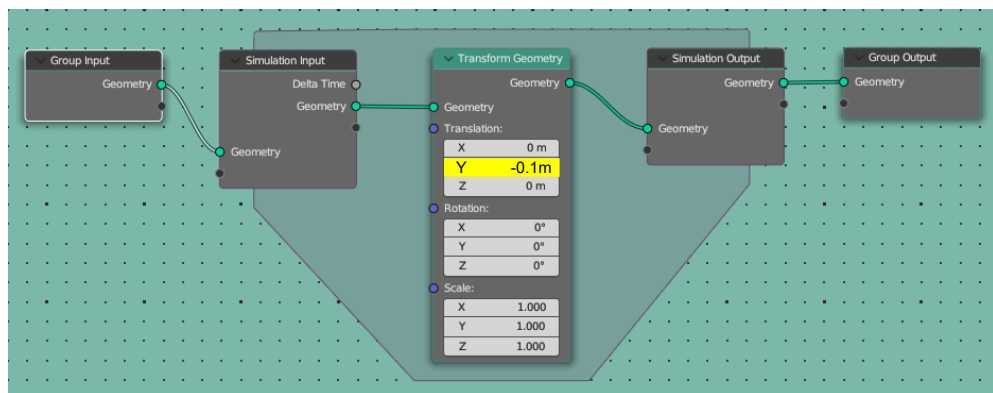 Group Input
Geometry
Simulation Input
Delta Time
Geometry
Geometry
Transform Geometry
Geometry
Geometry
Translation:
X 0 m
Y -0.1m
Z 0 m
Rotation:
X 0°
Y 0°
Z 0°
Scale:
X 1.000
Y 1.000
Z 1.000
Simulation Output
Geometry
Geometry
Group Output
Geometry